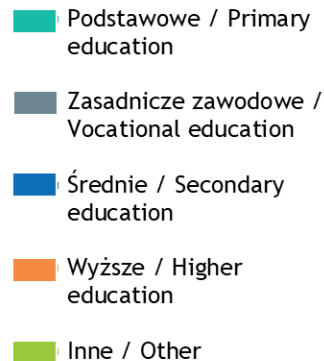 Podstawowe / Primary
education
Zasadnicze zawodowe /
Vocational education
Średnie / Secondary
education
Wyższe / Higher
education
Inne / Other